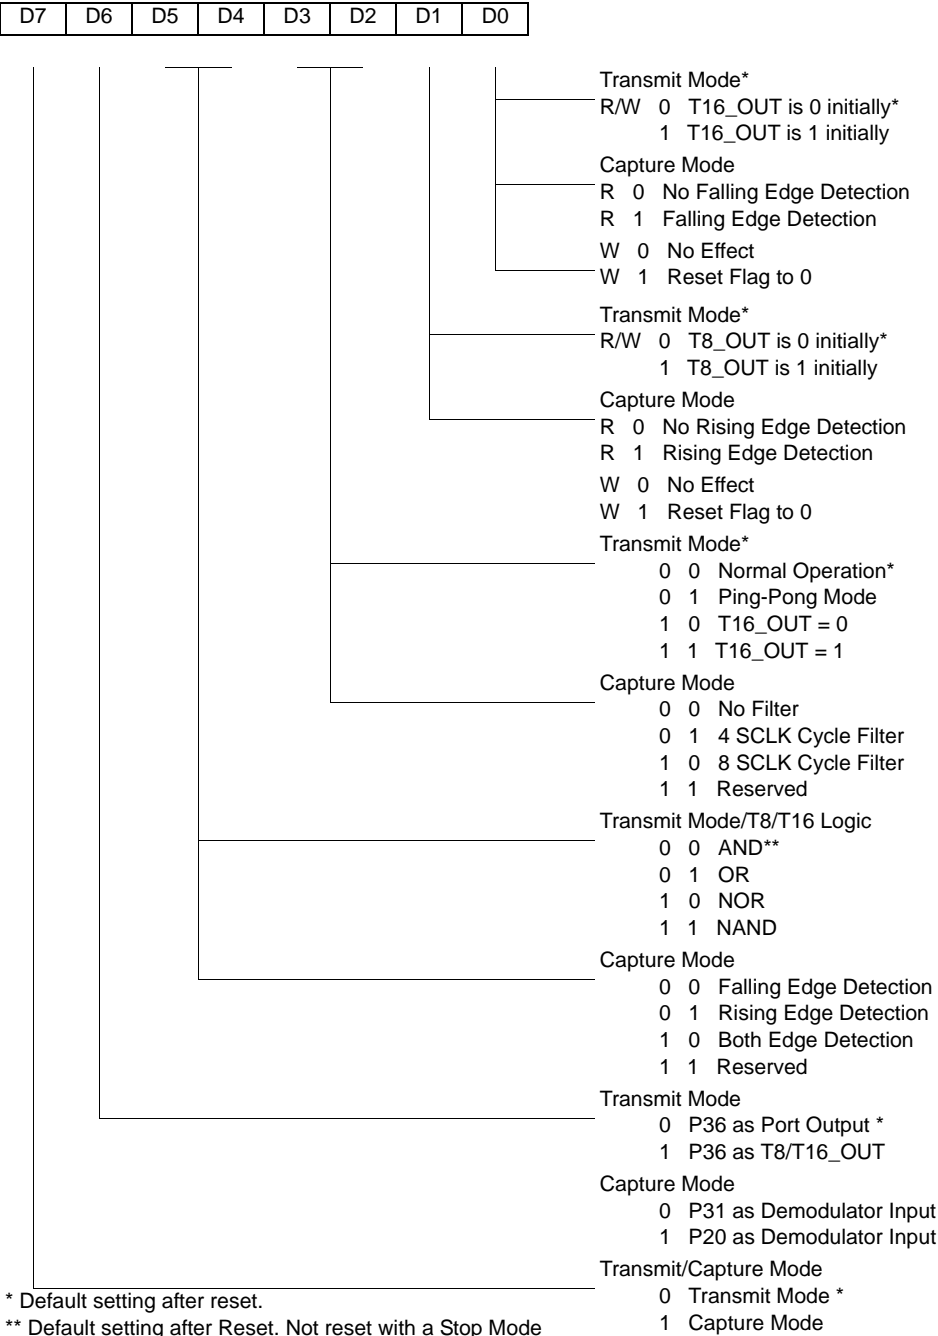 D7 D6 D5 D4 D3 D2 D1 D0
Transmit Mode*
R/W 0 T16_OUT is 0 initially*
1 T16_OUT is 1 initially
Capture Mode
R 0 No Falling Edge Detection
R 1 Falling Edge Detection
W 0 No Effect
W 1 Reset Flag to 0
Transmit Mode*
R/W 0 T8_OUT is 0 initially*
1 T8_OUT is 1 initially
Capture Mode
R 0 No Rising Edge Detection
R 1 Rising Edge Detection
W 0 No Effect
W 1 Reset Flag to 0
Transmit Mode*
0 0 Normal Operation*
0 1 Ping-Pong Mode
1 0 T16_OUT = 0
1 1 T16_OUT = 1
Capture Mode
0 0 No Filter
0 1 4 SCLK Cycle Filter
1 0 8 SCLK Cycle Filter
1 1 Reserved
Transmit Mode/T8/T16 Logic
0 0 AND**
0 1 OR
1 0 NOR
1 1 NAND
Capture Mode
0 0 Falling Edge Detection
0 1 Rising Edge Detection
1 0 Both Edge Detection
1 1 Reserved
Transmit Mode
0 P36 as Port Output *
1 P36 as T8/T16_OUT
Capture Mode
0 P31 as Demodulator Input
1 P20 as Demodulator Input
Transmit/Capture Mode
0 Transmit Mode *
1 Capture Mode
* Default setting after reset.
** Default setting after Reset. Not reset with a Stop Mode